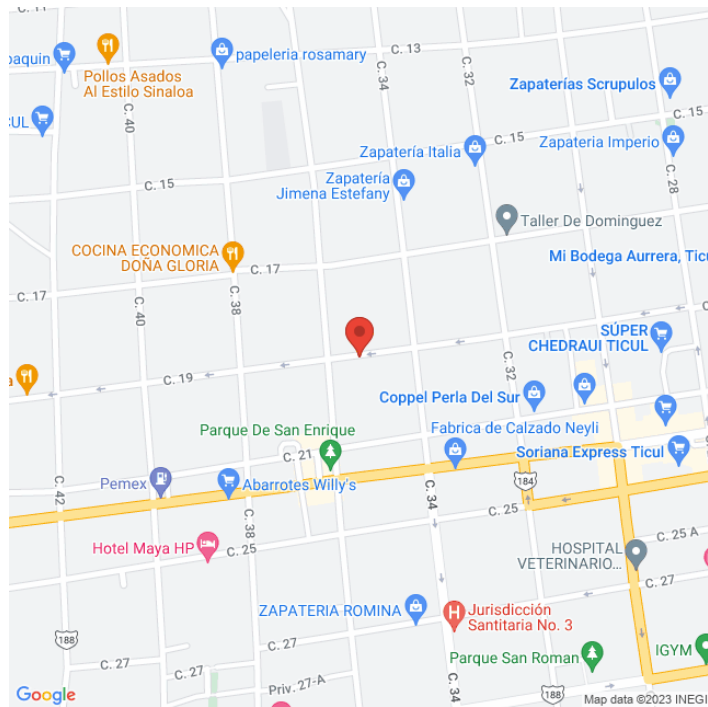 C. 11
C. 13
oaquin
papeleria rosamary
Pollos Asados
Al Estilo Sinaloa
C. 40
C. 34
C. 32
Zapaterías Scrupulos
CUL
C. 15
Zapatería Italia
Zapateria Imperio
C. 15
Zapatería
Jimena Estefany
C. 28
Taller De Dominguez
COCINA ECONOMICA
DOÑA GLORIA
C. 17
Mi Bodega Aurrera, Ticu
C. 17
C. 40
C. 38
SÚPER
CHEDRAUI TICUL
C. 19
C. 32
Coppel Perla Del Sur
Parque De San Enrique
Fabrica de Calzado Neyli
C. 21
Soriana Express Ticul
Pemex
Abarrotes Willy's
184
C. 42
C. 34
C. 38
C. 25
Hotel Maya HP
C. 25
C. 25 A
HOSPITAL
VETERINARIO...
C. 27
ZAPATERIA ROMINA
Jurisdicción
Santitaria No. 3
188
C. 27
IGYM
Parque San Roman
C. 27
Priv. 27-A
C. 34
188
Google
Map data ©2023 INEGI